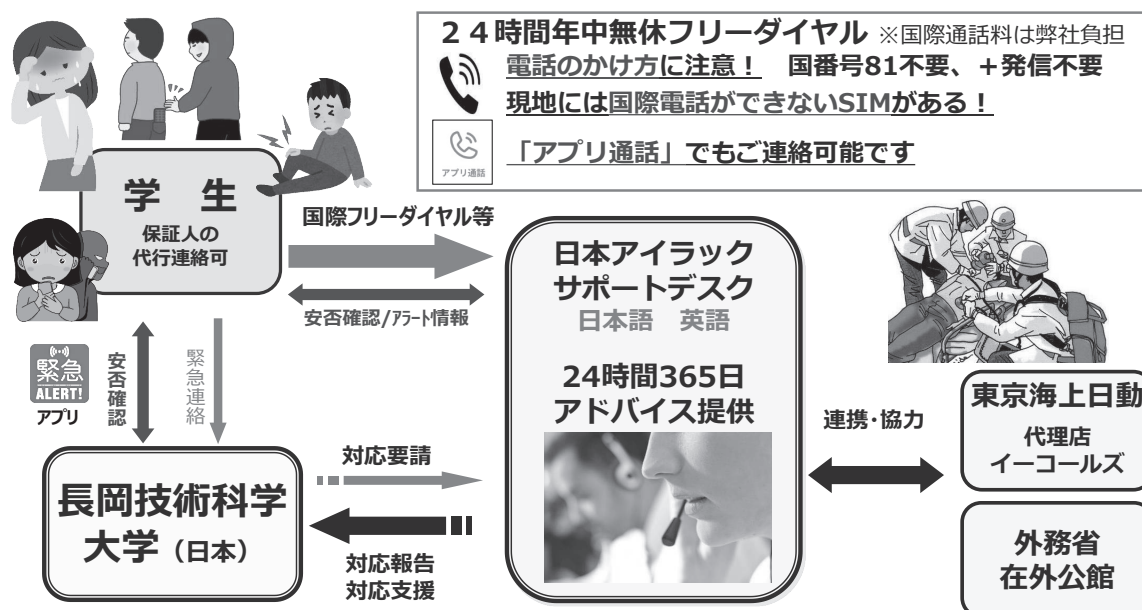 ２４時間年中無休フリーダイヤル ※国際通話料は弊社負担
電話のかけ方に注意！ 国番号81不要、＋発信不要
現地には国際電話ができないSIMがある！
アプリ通話
「アプリ通話」でもご連絡可能です
学 生
保証人の
代行連絡可
国際フリーダイヤル等
安否確認/アラート情報
日本アイラック
サポートデスク
日本語 英語
24時間365日
アドバイス提供
緊急
ALERT!
アプリ
安否確認
緊急連絡
長岡技術科学
大学（日本）
対応要請
対応報告
対応支援
連携・協力
東京海上日動
代理店
イーコールズ
外務省
在外公館